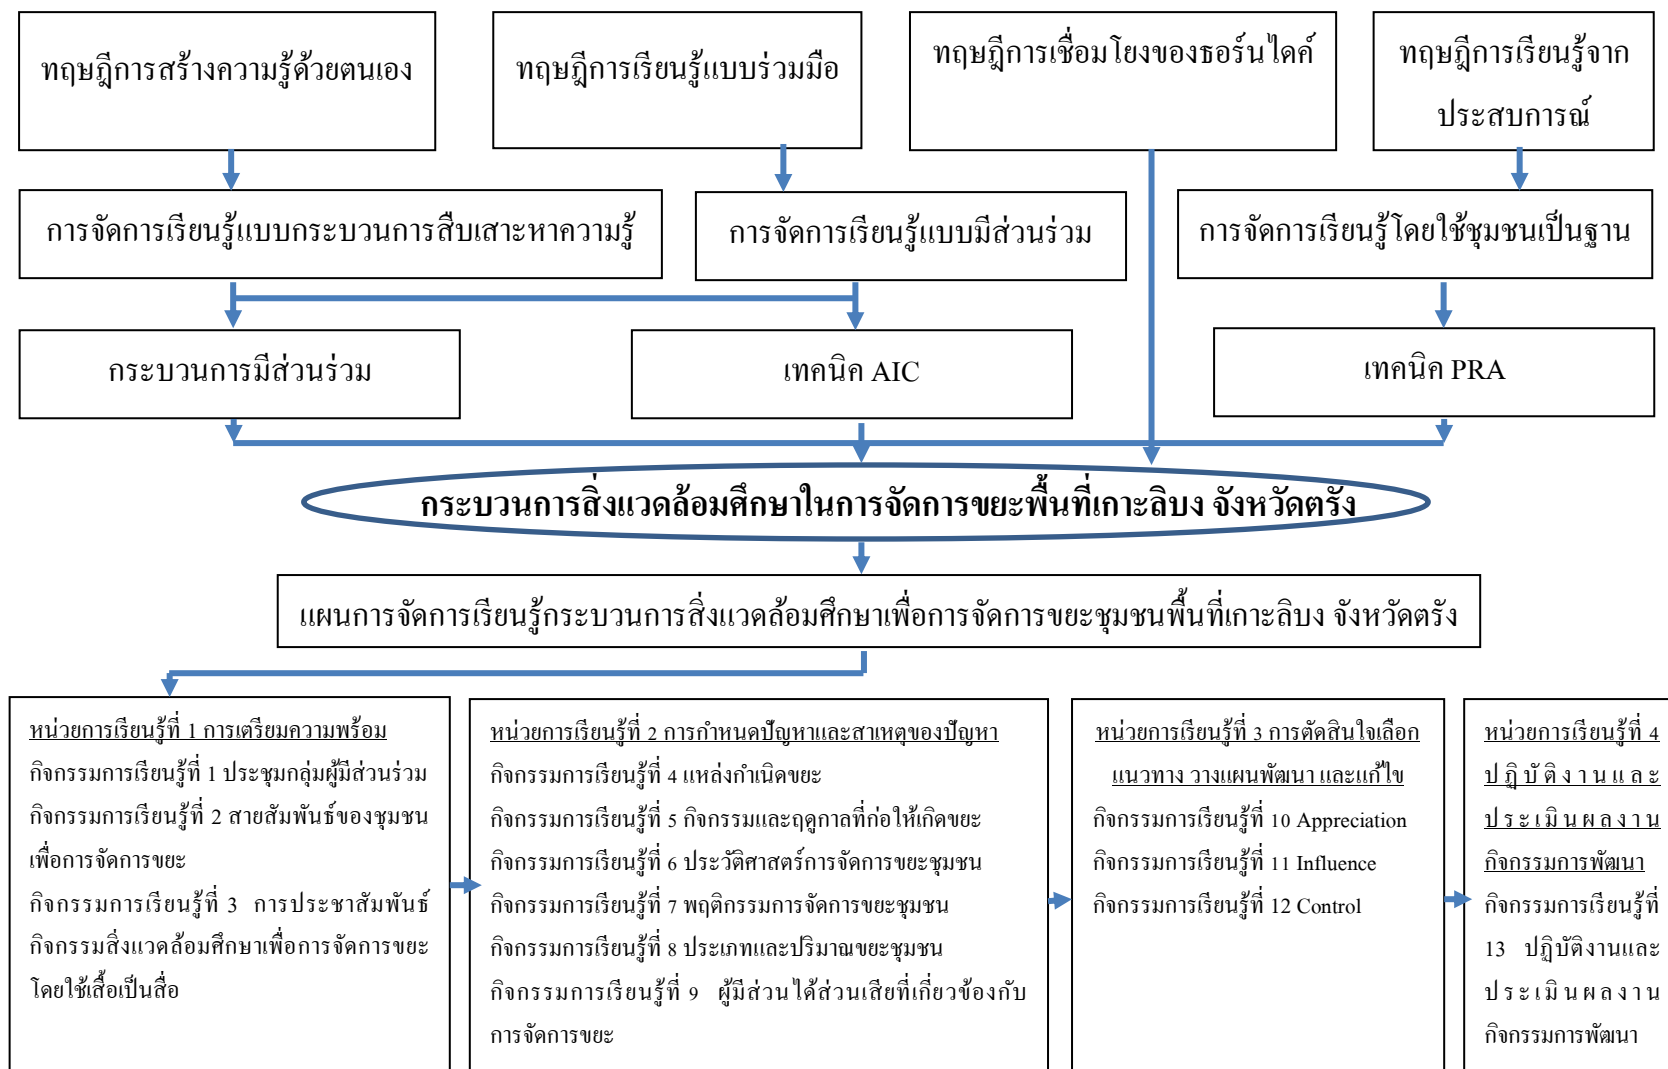 ทฤษฎีการสร้างความรู้ด้วยตนเอง
ทฤษฎีการเรียนรู้แบบร่วมมือ
ทฤษฎีการเชื่อมโยงของธอร์นไดค์
ทฤษฎีการเรียนรู้จาก
ประสบการณ์
การจัดการเรียนรู้แบบกระบวนการสืบเสาะหาความรู้
การจัดการเรียนรู้แบบมีส่วนร่วม
การจัดการเรียนรู้โดยใช้ชุมชนเป็นฐาน
กระบวนการมีส่วนร่วม
เทคนิค AIC
เทคนิค PRA
กระบวนการสิ่งแวดล้อมศึกษาในการจัดการขยะพื้นที่เกาะลิบง จังหวัดตรัง
แผนการจัดการเรียนรู้กระบวนการสิ่งแวดล้อมศึกษาเพื่อการจัดการขยะชุมชนพื้นที่เกาะลิบง จังหวัดตรัง
หน่วยการเรียนรู้ที่ 1 การเตรียมความพร้อม
กิจกรรมการเรียนรู้ที่ 1 ประชุมกลุ่มผู้มีส่วนร่วม
กิจกรรมการเรียนรู้ที่ 2 สายสัมพันธ์ของชุมชน
เพื่อการจัดการขยะ
กิจกรรมการเรียนรู้ที่ 3 การประชาสัมพันธ์
กิจกรรมสิ่งแวดล้อมศึกษาเพื่อการจัดการขยะ
โดยใช้เสื้อเป็นสื่อ
หน่วยการเรียนรู้ที่ 2 การกำหนดปัญหาและสาเหตุของปัญหา
กิจกรรมการเรียนรู้ที่ 4 แหล่งกำเนิดขยะ
กิจกรรมการเรียนรู้ที่ 5 กิจกรรมและฤดูกาลที่ก่อให้เกิดขยะ
กิจกรรมการเรียนรู้ที่ 6 ประวัติศาสตร์การจัดการขยะชุมชน
กิจกรรมการเรียนรู้ที่ 7 พฤติกรรมการจัดการขยะชุมชน
กิจกรรมการเรียนรู้ที่ 8 ประเภทและปริมาณขยะชุมชน
กิจกรรมการเรียนรู้ที่ 9 ผู้มีส่วนได้ส่วนเสียที่เกี่ยวข้องกับ
การจัดการขยะ
หน่วยการเรียนรู้ที่ 3 การตัดสินใจเลือก
แนวทาง วางแผนพัฒนา และแก้ไข
กิจกรรมการเรียนรู้ที่ 10 Appreciation
กิจกรรมการเรียนรู้ที่ 11 Influence
กิจกรรมการเรียนรู้ที่ 12 Control
หน่วยการเรียนรู้ที่ 4
ปฏิบัติงานและ
ประเมินผลงาน
กิจกรรมการพัฒนา
กิจกรรมการเรียนรู้ที่
13 ปฏิบัติงานและ
ประเมินผลงาน
กิจกรรมการพัฒนา